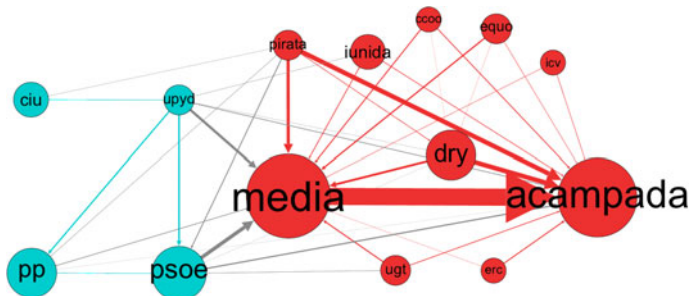 ccoo
equo
pirata
iunida
icv
ciu
upyd
dry
media
acampada
pp
psoe
ugt
erc